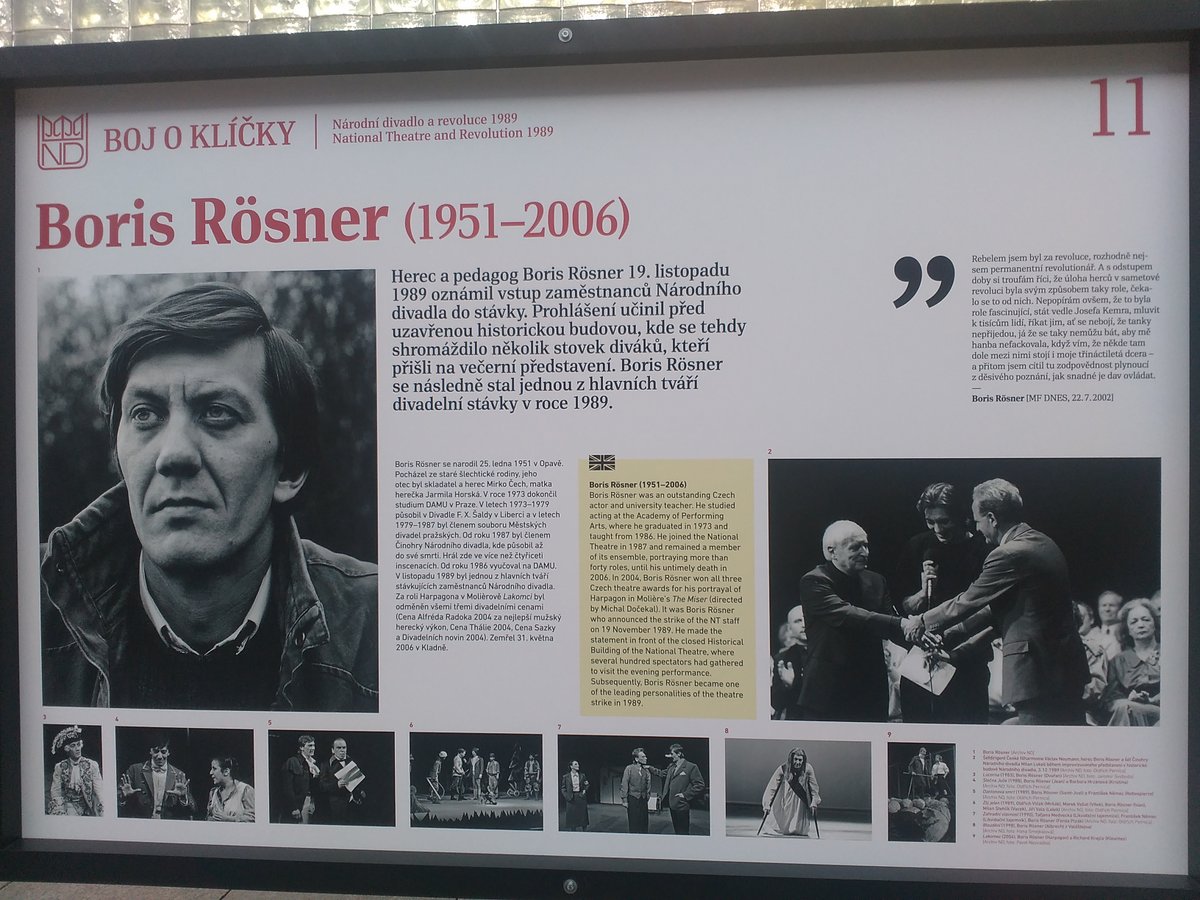 ND
BOJ O KLÍČKY
Národní divadlo a revoluce 1989
National Theatre and Revolution 1989
11
Boris Rösner (1951–2006)
1
Herec a pedagog Boris Rösner 19. listopadu
1989 oznámil vstup zaměstnanců Národního
divadla do stávky. Prohlášení učinil před
uzavřenou historickou budovou, kde se tehdy
shromáždilo několik stovek diváků, kteří
přišli na večerní představení. Boris Rösner
se následně stal jednou z hlavních tváří
divadelní stávky v roce 1989.
”
Rebelem jsem byl za revoluce, rozhodně nej-
sem permanentní revolutionář. A s odstupem
doby si troufám říci, že úloha herců v sametové
revoluci byla svým způsobem taky role, čeka-
lo se to od nich. Nepopírám ovšem, že to byla
role fascinující, stát vedle Josefa Kemra, mluvit
k tisícům lidí, říkat jim, ať se nebojí, že tanky
nepřijedou, já že se taky nemůžu bát, aby mě
hanba nefackovala, když vím, že někde tam
dole mezi nimi stojí i moje třináctiletá dcera –
a přitom jsem cítil tu zodpovědnost plynoucí
z děsivého poznání, jak snadné je dav ovládat.
—
Boris Rösner [MF DNES, 22. 7. 2002]
Boris Rösner se narodil 25. ledna 1951 v Opavě.
Pocházel ze staré šlechtické rodiny, jeho
otec byl skladatel a herec Mirko Čech, matka
herečka Jarmila Horská. V roce 1973 dokončil
studium DAMU v Praze. V letech 1973–1979
působil v Divadle F. X. Šaldy v Liberci a v letech
1979–1987 byl členem souboru Městských
divadel pražských. Od roku 1987 byl členem
Činohry Národního divadla, kde působil až
do své smrti. Hrál zde ve více než čtyřiceti
inscenacích. Od roku 1986 vyučoval na DAMU.
V listopadu 1989 byl jednou z hlavních tváří
stávkujících zaměstnanců Národního divadla.
Za roli Harpagona v Molièrově Lakomci byl
odměněn všemi třemi divadelními cenami
(Cena Alfréda Radoka 2004 za nejlepší mužský
herecký výkon, Cena Thálie 2004, Cena Sazky
a Divadelních novin 2004). Zemřel 31. května
2006 v Kladně.
Boris Rösner (1951–2006)
Boris Rösner was an outstanding Czech
actor and university teacher. He studied
acting at the Academy of Performing
Arts, where he graduated in 1973 and
taught from 1986. He joined the National
Theatre in 1987 and remained a member
of its ensemble, portraying more than
forty roles, until his untimely death in
2006. In 2004, Boris Rösner won all three
Czech theatre awards for his portrayal of
Harpagon in Molière's The Miser (directed
by Michal Dočekal). It was Boris Rösner
who announced the strike of the NT staff
on 19 November 1989. He made the
statement in front of the closed Historical
Building of the National Theatre, where
several hundred spectators had gathered
to visit the evening performance.
Subsequently, Boris Rösner became one
of the leading personalities of the theatre
strike in 1989.
2
3
4
5
6
7
8
9
1 Boris Rösner [Archiv ND]